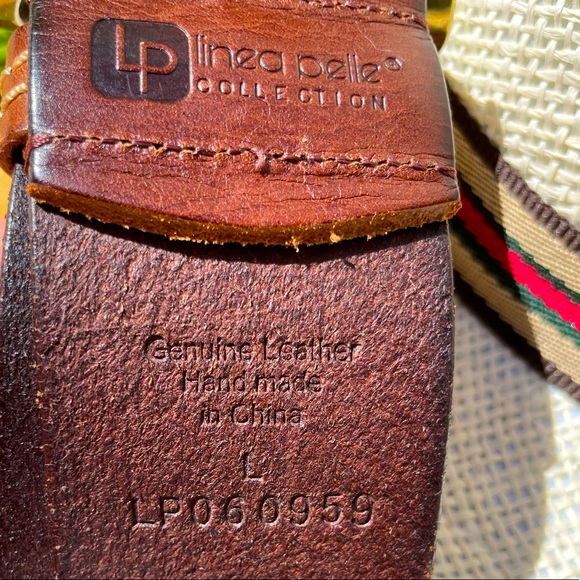 LP linea pelle®
COLLECTION
Genuine Leather
Hand made
in China
L
LP060959